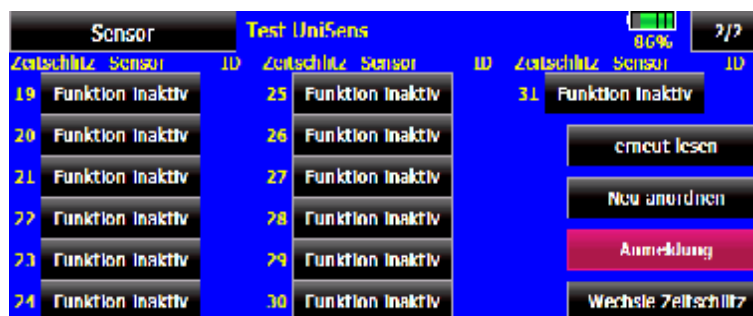 Sensor Test UniSens 86% 2/2
Zeitschlitz Sensor ID Zeitschlitz Sensor ID Zeitschlitz Sensor ID
19 Funktion inaktiv 25 Funktion inaktiv 31 Funktion inaktiv
20 Funktion inaktiv 26 Funktion inaktiv erneut lesen
21 Funktion inaktiv 27 Funktion inaktiv Neu anordnen
22 Funktion inaktiv 28 Funktion inaktiv
23 Funktion inaktiv 29 Funktion inaktiv Anmeldung
24 Funktion inaktiv 30 Funktion inaktiv Wechsle Zeitschlitz